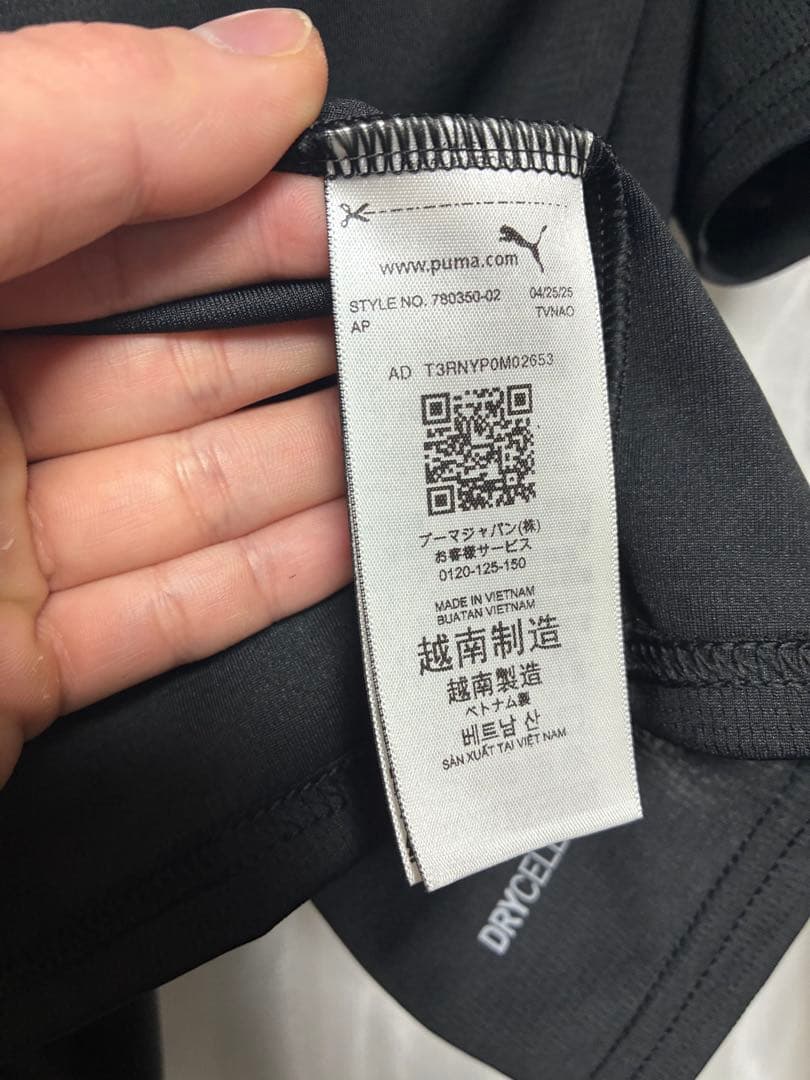 www.puma.com
STYLE NO. 780350-02 04/25/25
AP TVNAO
AD T3RNYP0M02653
プーマジャパン(株)
お客様サービス
0120-125-150
MADE IN VIETNAM
BUATAN VIETNAM
越南制造
越南製造
ベトナム製
베트남 산
SẢN XUẤT TẠI VIỆT NAM
DRYCELL